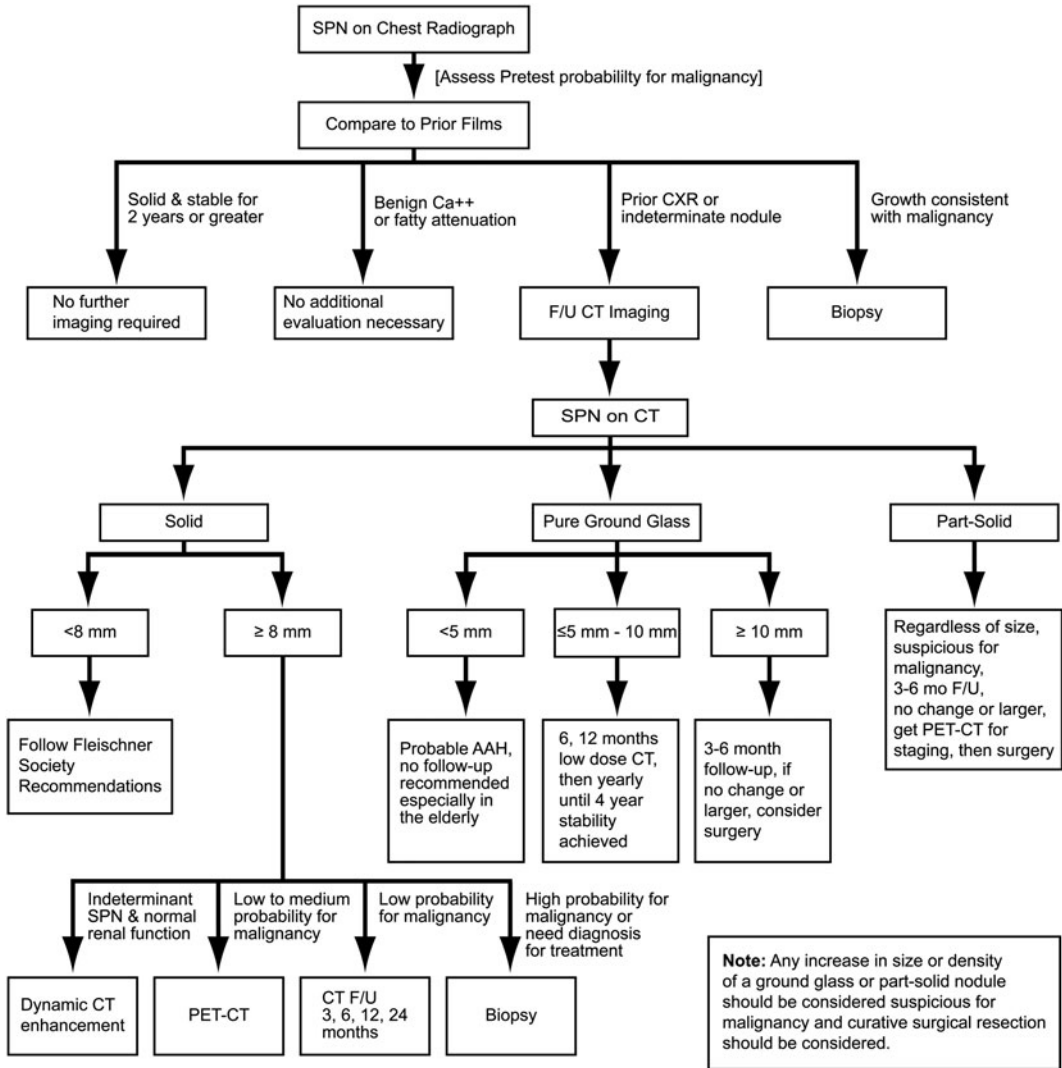 SPN on Chest Radiograph
[Assess Pretest probabililty for malignancy]
Compare to Prior Films
Solid & stable for
2 years or greater
Benign Ca++
or fatty attenuation
Prior CXR or
indeterminate nodule
Growth consistent
with malignancy
No further
imaging required
No additional
evaluation necessary
F/U CT Imaging
Biopsy
SPN on CT
Solid
Pure Ground Glass
Part-Solid
<8 mm
≥ 8 mm
<5 mm
≤5 mm - 10 mm
≥ 10 mm
Regardless of size,
suspicious for
malignancy,
3-6 mo F/U,
no change or larger,
get PET-CT for
staging, then surgery
Follow Fleischner
Society
Recommendations
Probable AAH,
no follow-up
recommended
especially in
the elderly
6, 12 months
low dose CT,
then yearly
until 4 year
stability
achieved
3-6 month
follow-up, if
no change or
larger, consider
surgery
Indeterminant
SPN & normal
renal function
Low to medium
probability for
malignancy
Low probability
for malignancy
High probability for
malignancy or
need diagnosis
for treatment
Dynamic CT
enhancement
PET-CT
CT F/U
3, 6, 12, 24
months
Biopsy
Note: Any increase in size or density
of a ground glass or part-solid nodule
should be considered suspicious for
malignancy and curative surgical resection
should be considered.